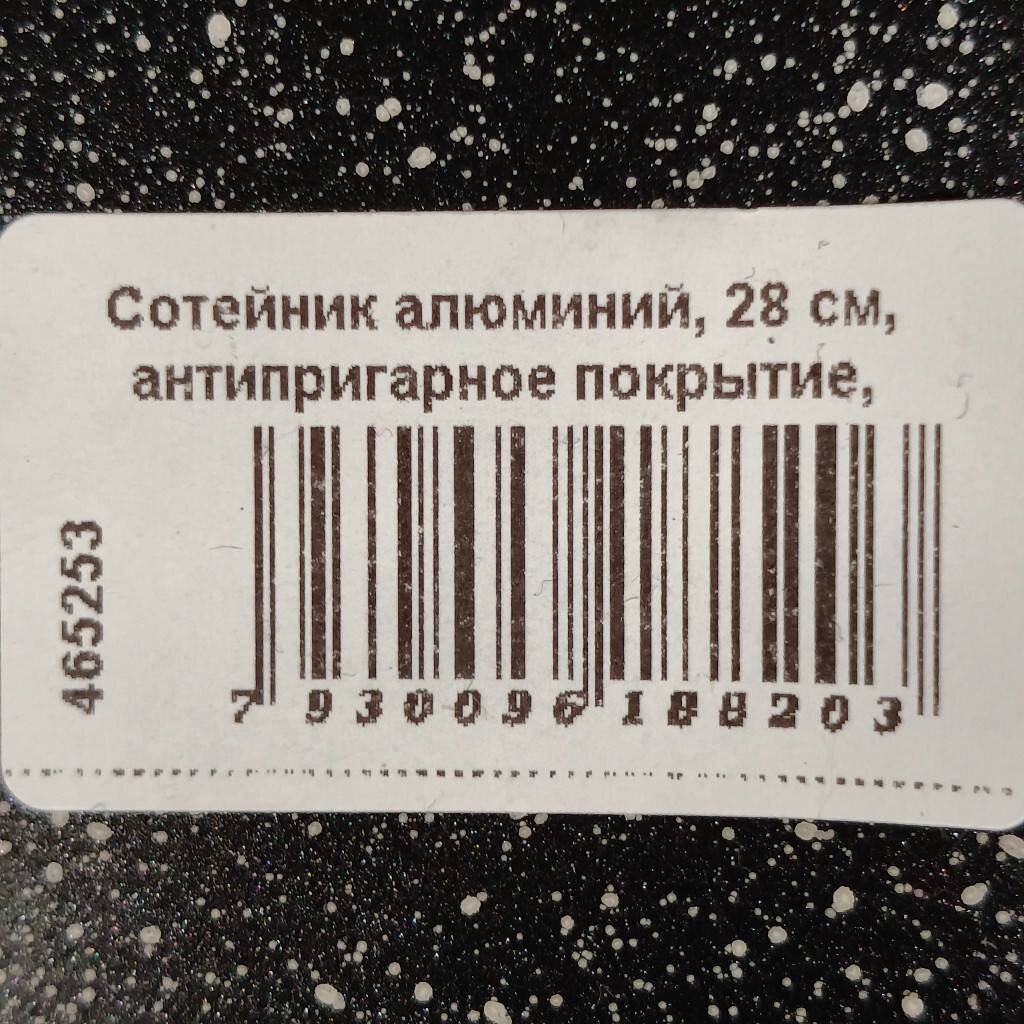 Сотейник алюминий, 28 см,
антипригарное покрытие,
465253
7 930096 188203